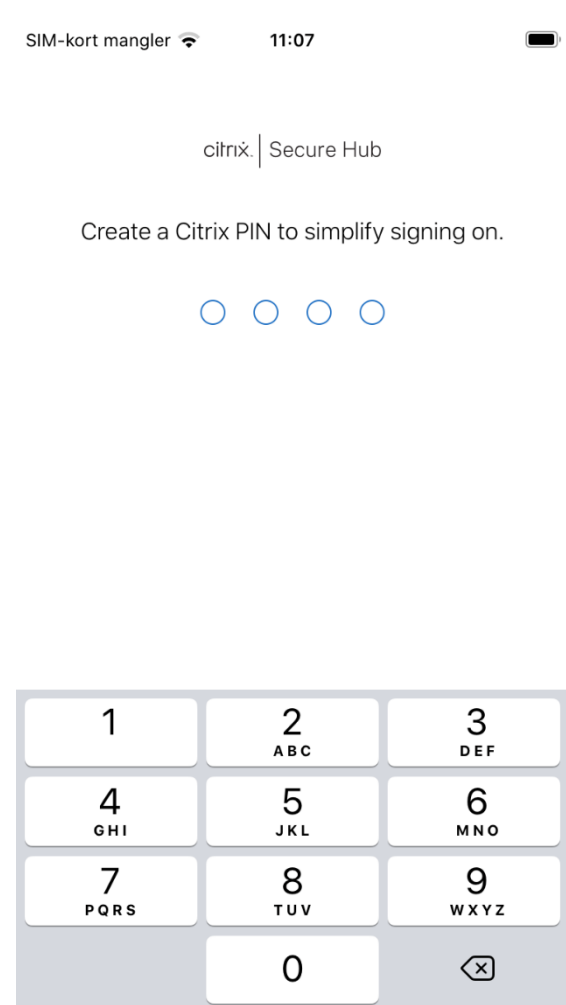 SIM-kort mangler 11:07
citrix. Secure Hub
Create a Citrix PIN to simplify signing on.
1 2 3
ABC DEF
4 5 6
GHI JKL MNO
7 8 9
PQRS TUV WXYZ
0